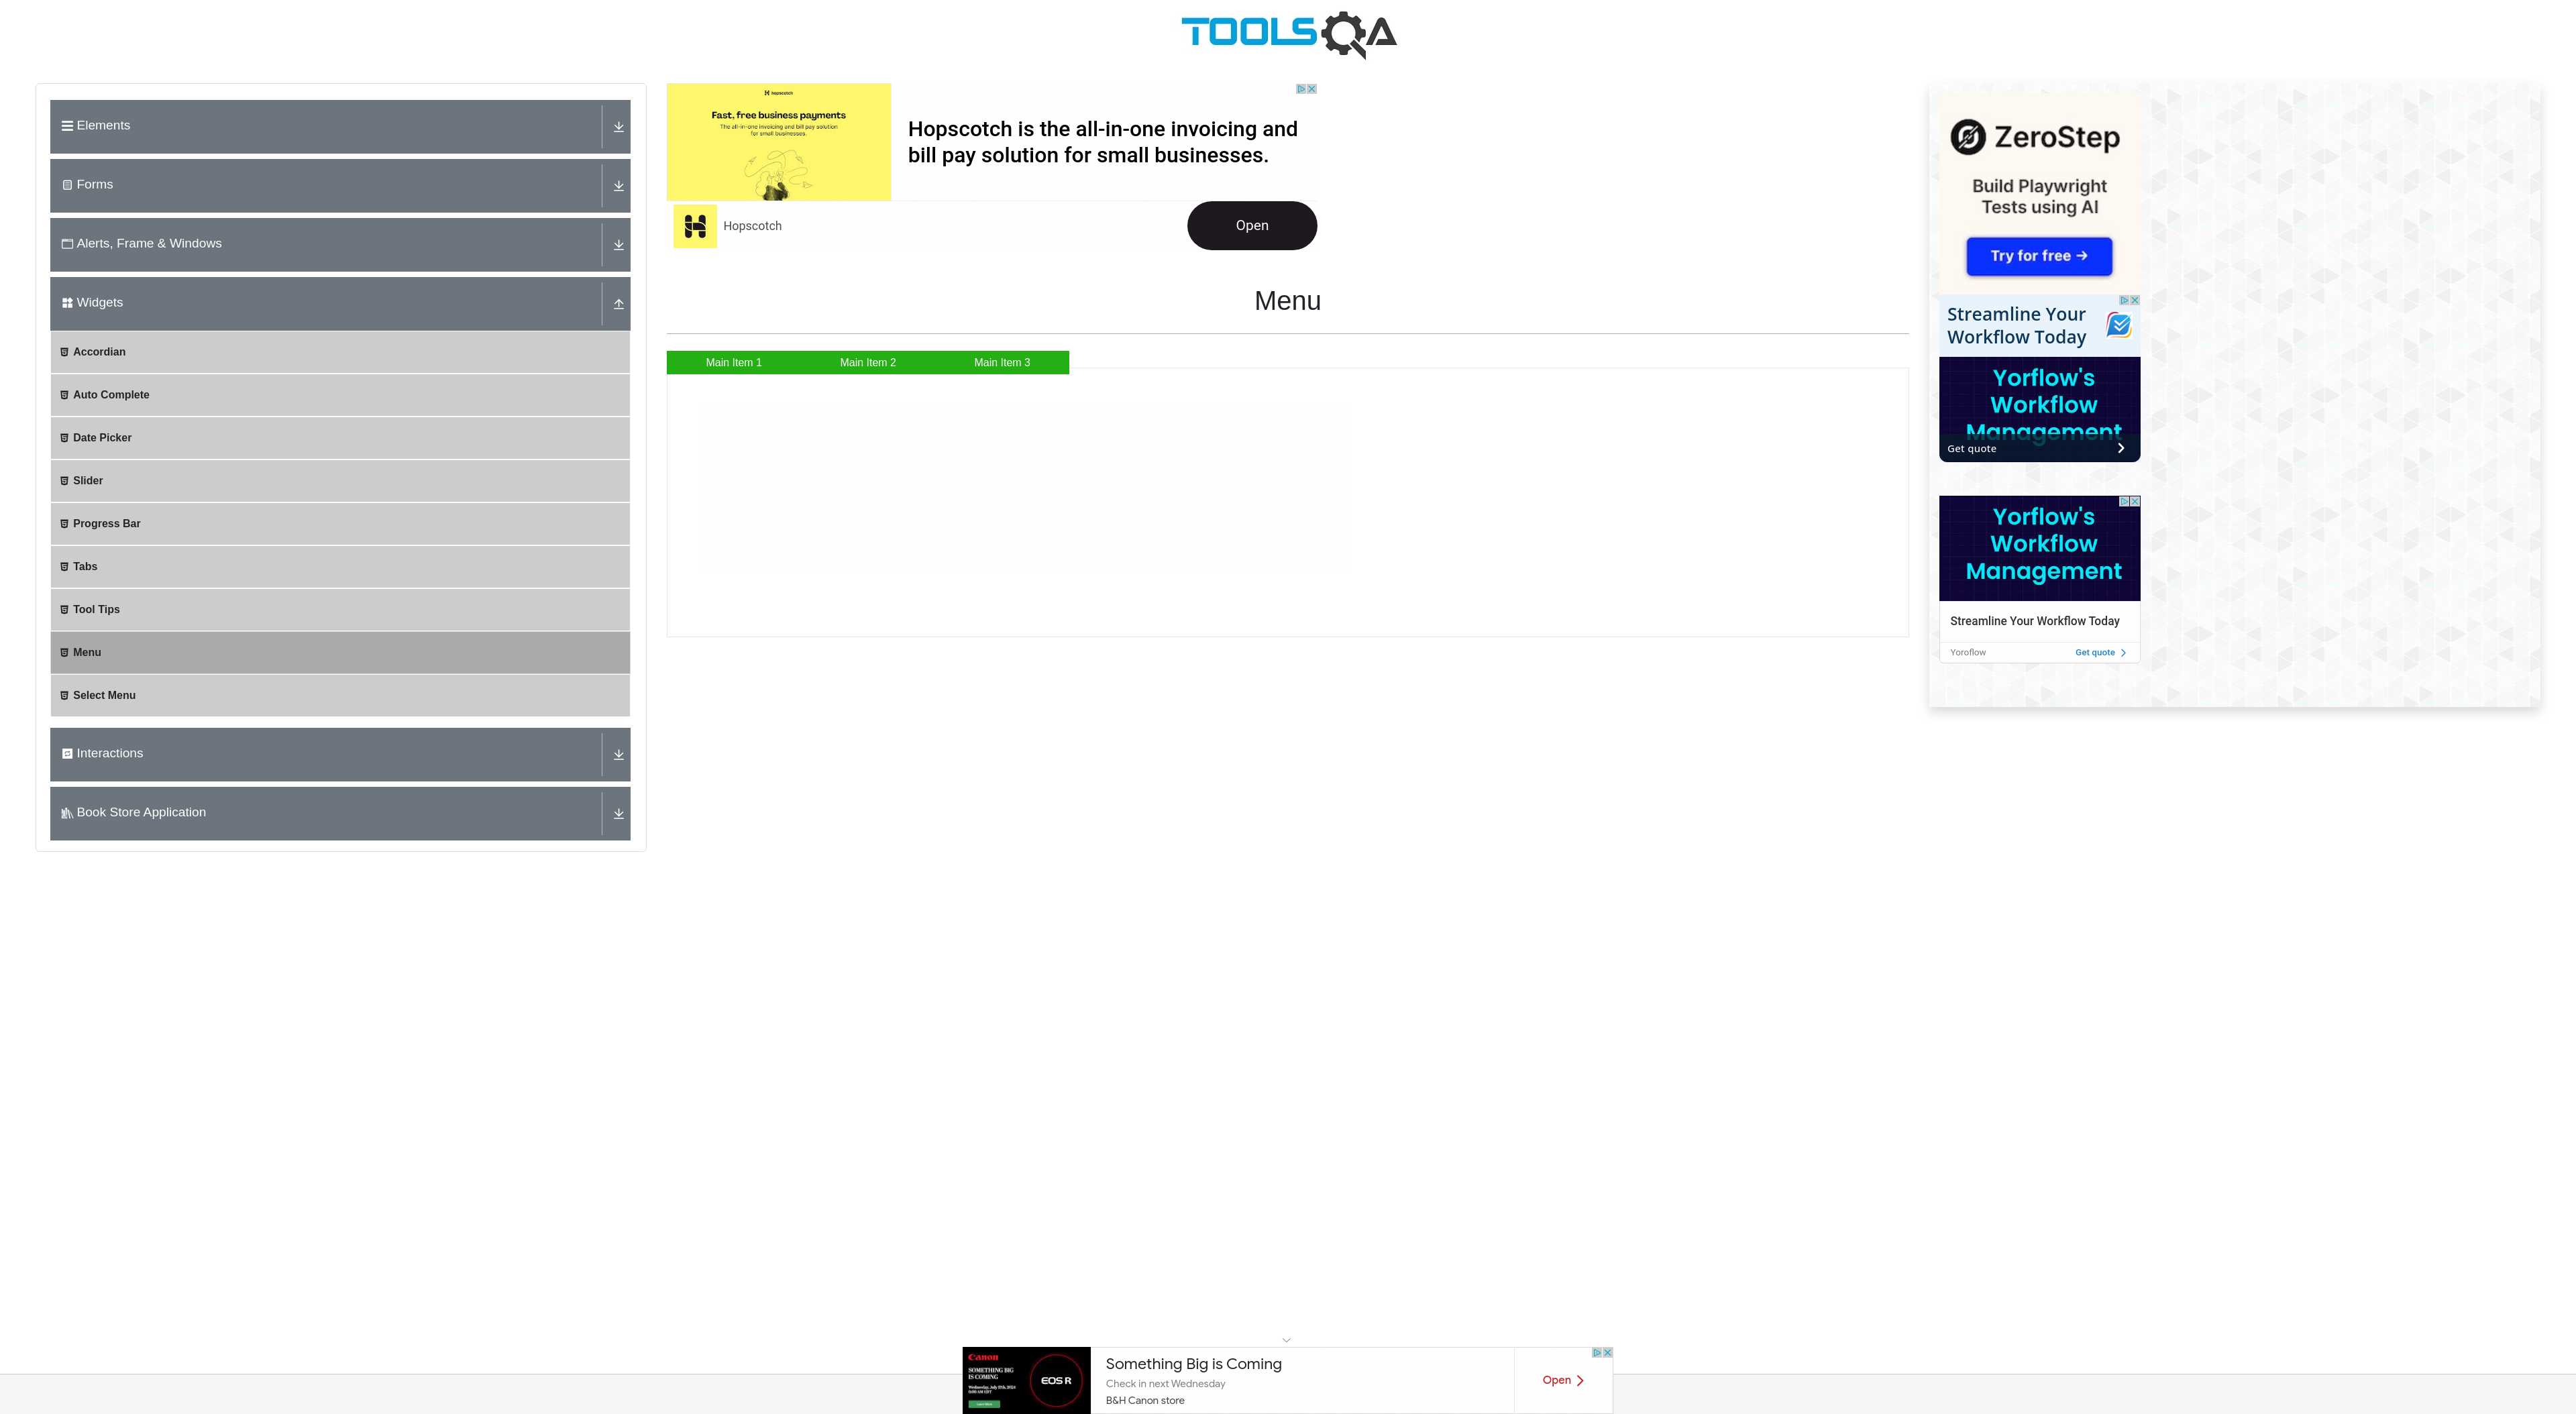 TOOLSQA
Elements
Forms
Alerts, Frame & Windows
Widgets
Accordian
Auto Complete
Date Picker
Slider
Progress Bar
Tabs
Tool Tips
Menu
Select Menu
Interactions
Book Store Application
Hopscotch
Fast, free business payments
The all-in-one invoicing and bill pay solution
for small businesses.
Hopscotch is the all-in-one invoicing and
bill pay solution for small businesses.
Hopscotch
Open
Menu
Main Item 1
Main Item 2
Main Item 3
ZeroStep
Build Playwright
Tests using AI
Try for free →
Streamline Your
Workflow Today
Yorflow's
Workflow
Management
Get quote
Yorflow's
Workflow
Management
Streamline Your Workflow Today
Yoroflow
Get quote
Canon
SOMETHING BIG
IS COMING
EOS R
Something Big is Coming
Check in next Wednesday
B&H Canon store
Open